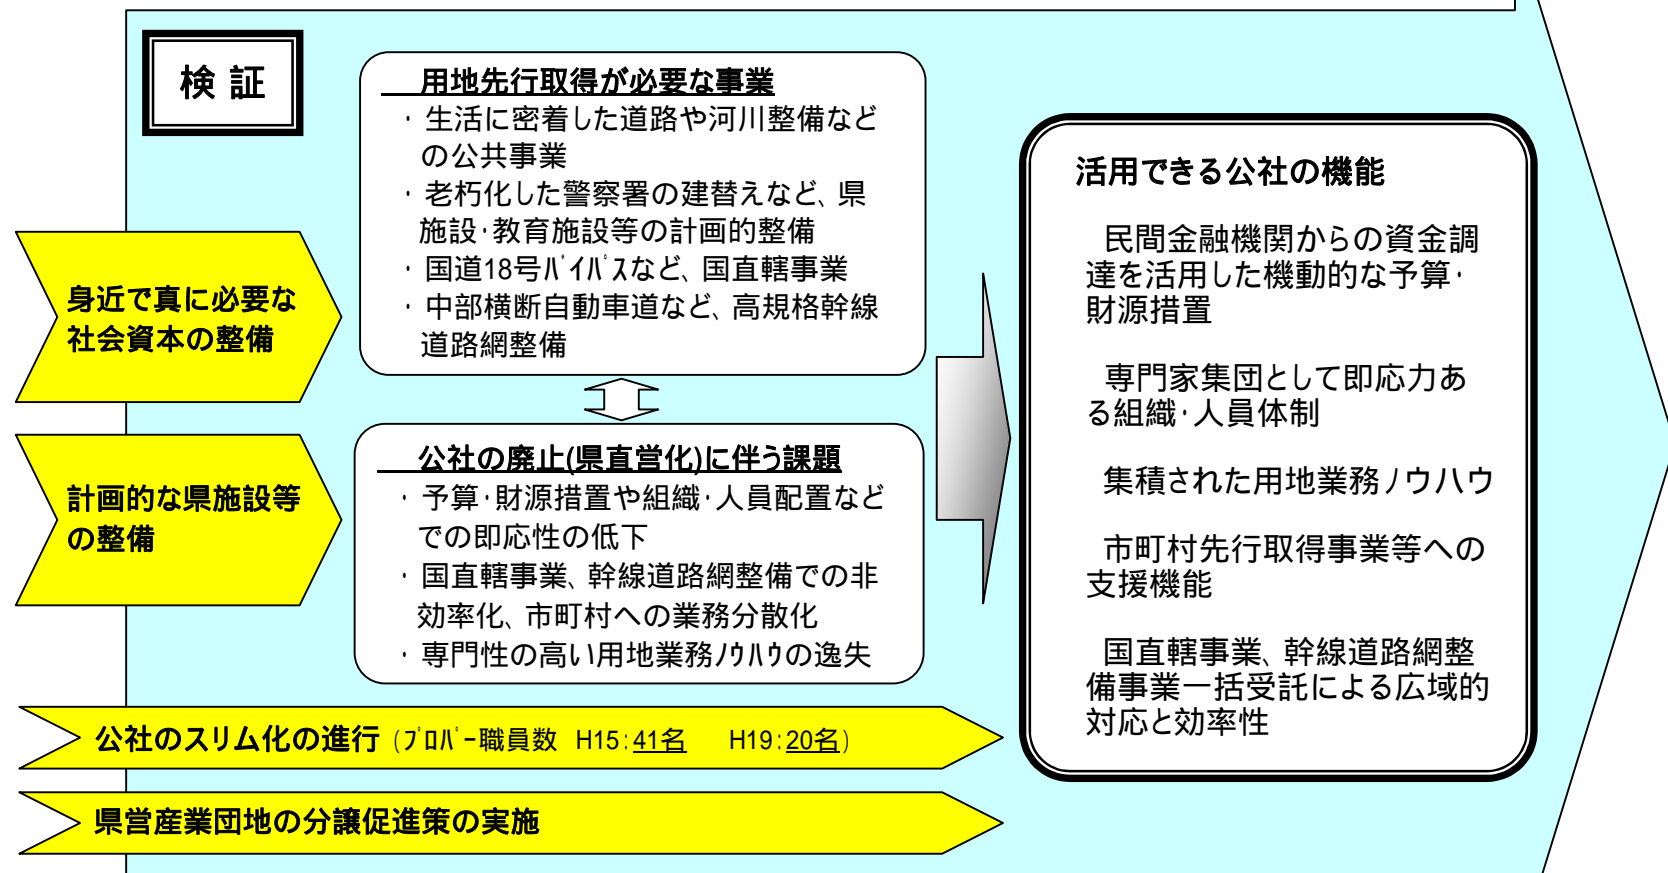 検 証
用地先行取得が必要な事業
・ 生活に密着した道路や河川整備など
の公共事業
・ 老朽化した警察署の建替えなど、県
施設・教育施設等の計画的整備
・ 国道18号ﾊﾞｲﾊﾟｽなど、国直轄事業
・ 中部横断自動車道など、高規格幹線
道路網整備
身近で真に必要な
社会資本の整備
計画的な県施設等
の整備
公社の廃止(県直営化)に伴う課題
・ 予算・財源措置や組織・人員配置など
での即応性の低下
・ 国直轄事業、幹線道路網整備での非
効率化、市町村への業務分散化
・ 専門性の高い用地業務ﾉｳﾊｳの逸失
公社のスリム化の進行 (ﾌﾟﾛﾊﾟｰ職員数 H15:41名 H19:20名)
県営産業団地の分譲促進策の実施
活用できる公社の機能
民間金融機関からの資金調
達を活用した機動的な予算・
財源措置
専門家集団として即応力あ
る組織・人員体制
集積された用地業務ノウハウ
市町村先行取得事業等への
支援機能
国直轄事業、幹線道路網整
備事業一括受託による広域的
対応と効率性